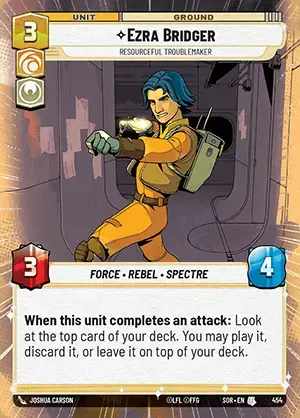 UNIT
GROUND
3
✧EZRA BRIDGER
RESOURCEFUL TROUBLEMAKER
3
4
FORCE • REBEL • SPECTRE
When this unit completes an attack: Look
at the top card of your deck. You may play it,
discard it, or leave it on top of your deck.
JOSHUA CARSON
©LFL ©FFG
SOR • EN
454